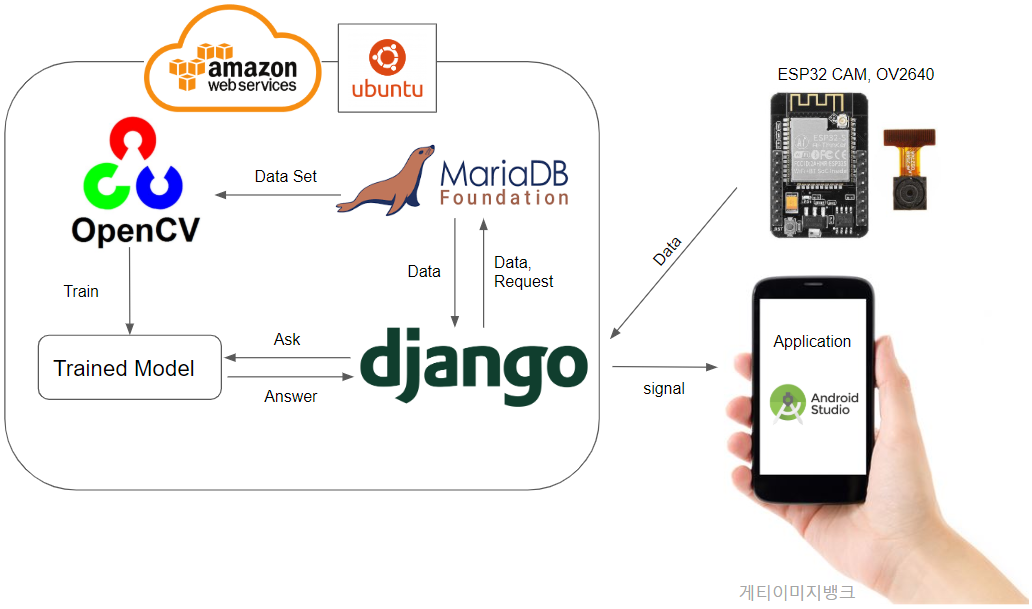 amazon
web services
ubuntu
ESP32 CAM, OV2640
OpenCV
Data Set
MariaDB
Foundation
Data
Data,
Request
Data
Train
Trained Model
Ask
Answer
django
signal
Application
Android
Studio
게티이미지뱅크